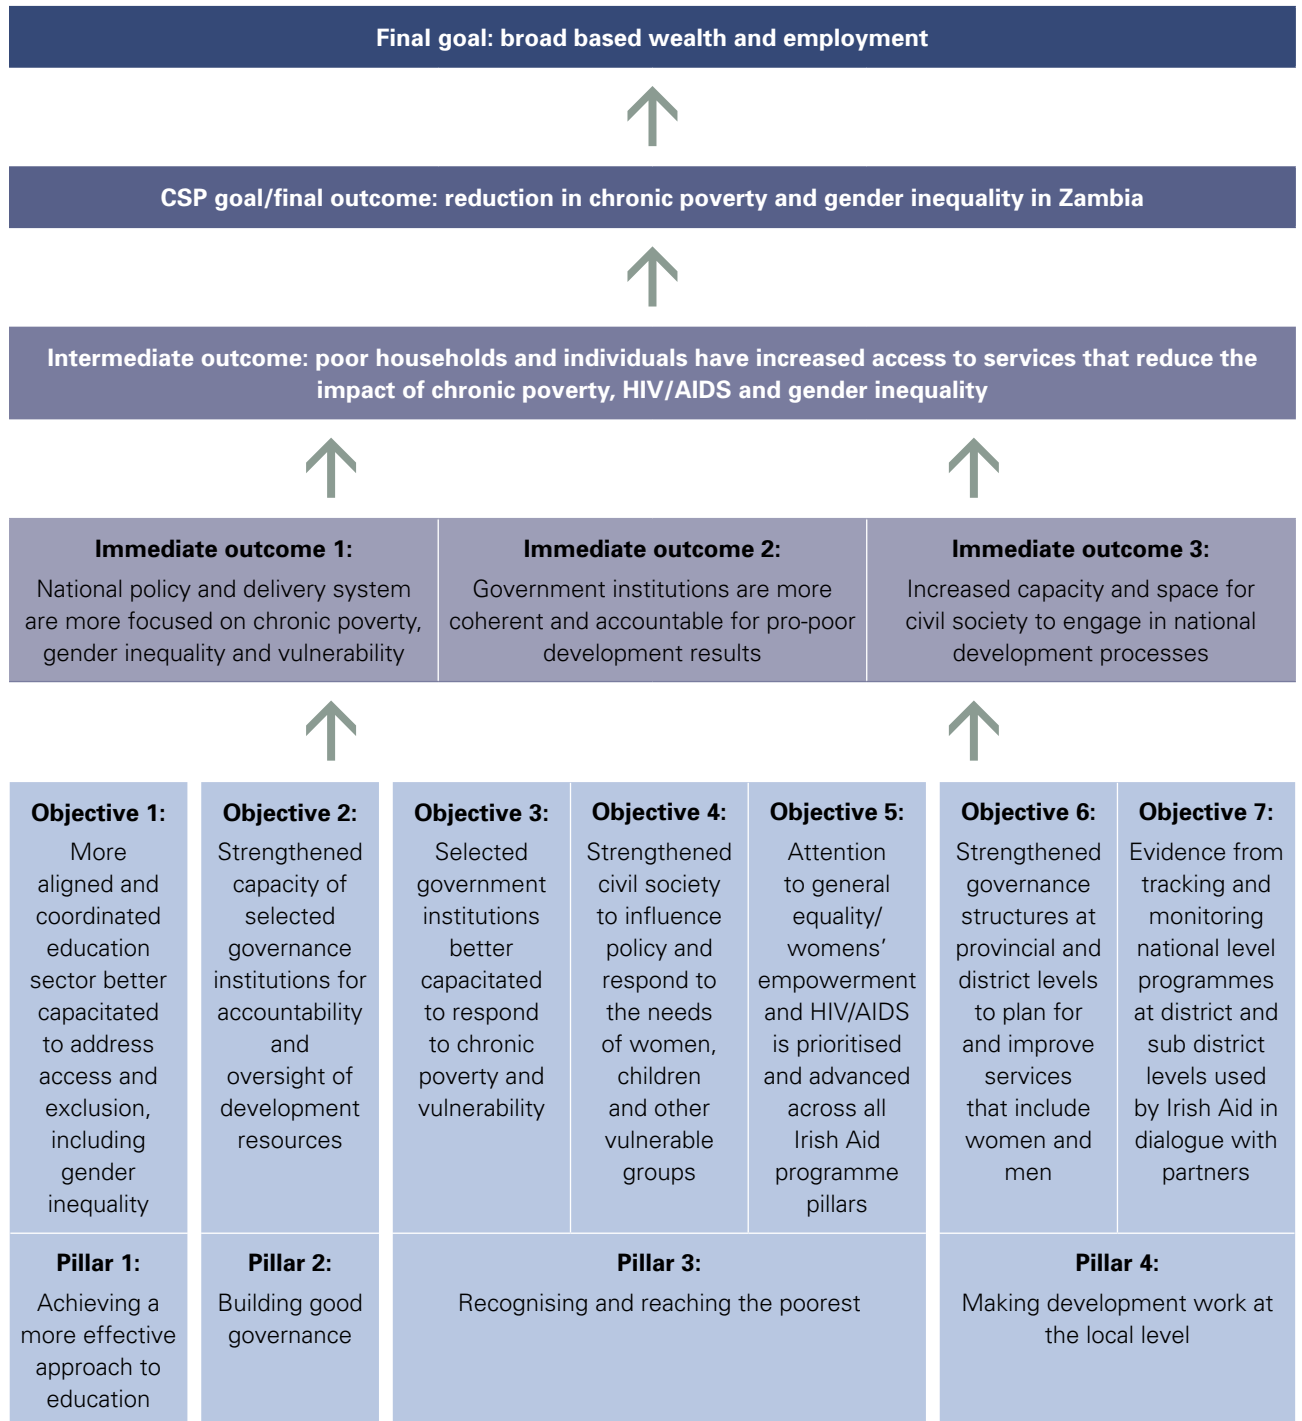 Final goal: broad based wealth and employment
CSP goal/final outcome: reduction in chronic poverty and gender inequality in Zambia
Intermediate outcome: poor households and individuals have increased access to services that reduce the
impact of chronic poverty, HIV/AIDS and gender inequality
Immediate outcome 1:
National policy and delivery system
are more focused on chronic poverty,
gender inequality and vulnerability
Immediate outcome 2:
Government institutions are more
coherent and accountable for pro-poor
development results
Immediate outcome 3:
Increased capacity and space for
civil society to engage in national
development processes
Objective 1:
More
aligned and
coordinated
education
sector better
capacitated
to address
access and
exclusion,
including
gender
inequality
Objective 2:
Strengthened
capacity of
selected
governance
institutions for
accountability
and
oversight of
development
resources
Objective 3:
Selected
government
institutions
better
capacitated
to respond
to chronic
poverty and
vulnerability
Objective 4:
Strengthened
civil society
to influence
policy and
respond to
the needs
of women,
children
and other
vulnerable
groups
Objective 5:
Attention
to general
equality/
womens’
empowerment
and HIV/AIDS
is prioritised
and advanced
across all
Irish Aid
programme
pillars
Objective 6:
Strengthened
governance
structures at
provincial and
district levels
to plan for
and improve
services
that include
women and
men
Objective 7:
Evidence from
tracking and
monitoring
national level
programmes
at district and
sub district
levels used
by Irish Aid in
dialogue with
partners
Pillar 1:
Achieving a
more effective
approach to
education
Pillar 2:
Building good
governance
Pillar 3:
Recognising and reaching the poorest
Pillar 4:
Making development work at
the local level